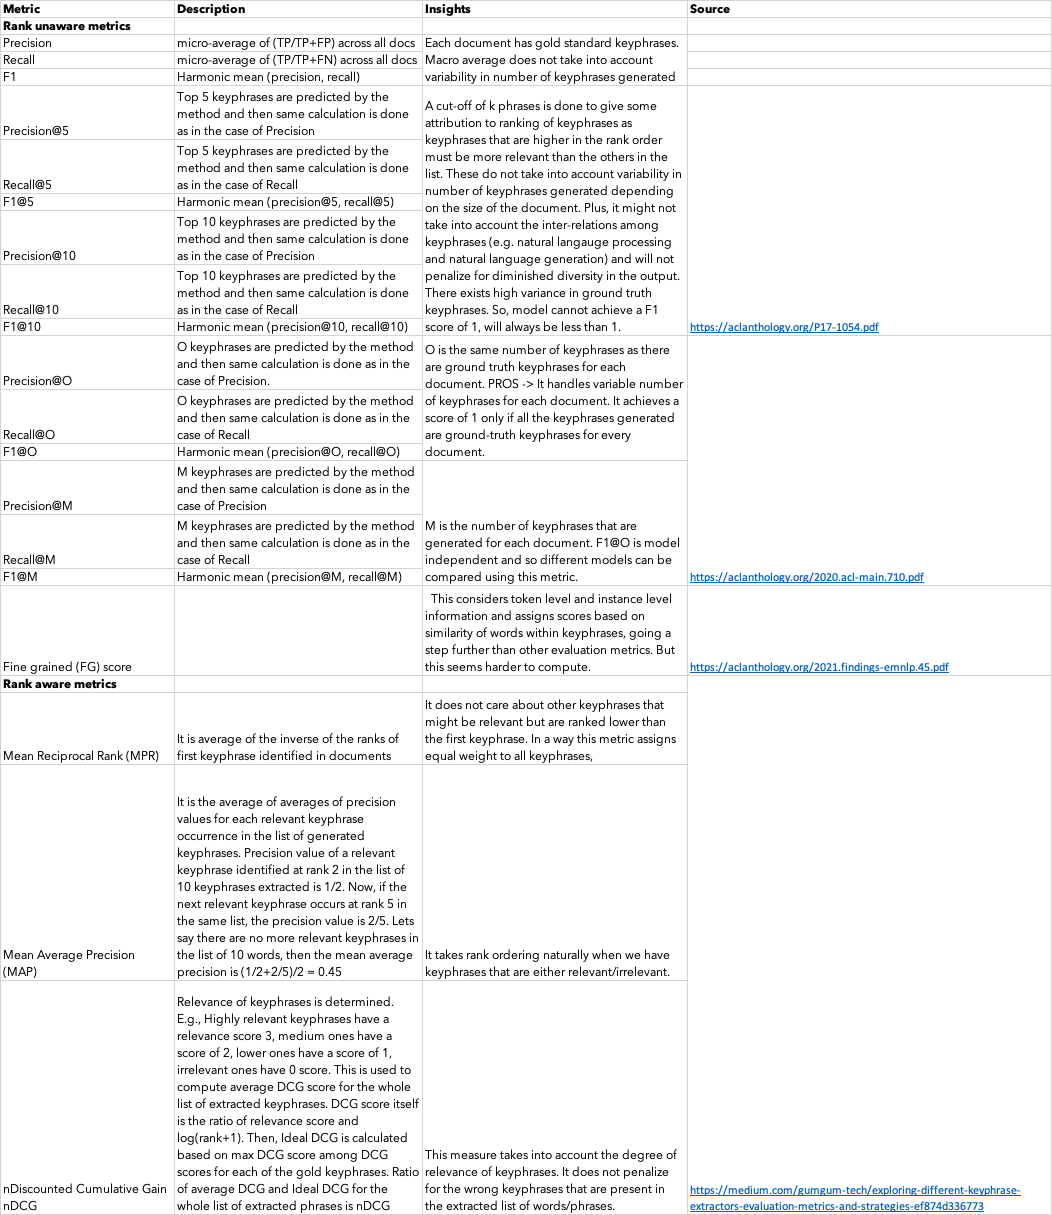 Metric Description Insights Source
Rank unaware metrics
Precision
micro-average of (TP/TP+FP) across all docs
Recall
micro-average of (TP/TP+FN) across all docs
F1
Harmonic mean (precision, recall)
Each document has gold standard keyphrases.
Macro average does not take into account
variability in number of keyphrases generated
Precision@5
Top 5 keyphrases are predicted by the
method and then same calculation is done
as in the case of Precision
Recall@5
Top 5 keyphrases are predicted by the
method and then same calculation is done
as in the case of Recall
F1@5
Harmonic mean (precision@5, recall@5)
Precision@10
Top 10 keyphrases are predicted by the
method and then same calculation is done
as in the case of Precision
Recall@10
Top 10 keyphrases are predicted by the
method and then same calculation is done
as in the case of Recall
F1@10
Harmonic mean (precision@10, recall@10)
A cut-off of k phrases is done to give some
attribution to ranking of keyphrases as
keyphrases that are higher in the rank order
must be more relevant than the others in the
list. These do not take into account variability in
number of keyphrases generated depending
on the size of the document. Plus, it might not
take into account the inter-relations among
keyphrases (e.g. natural langauge processing
and natural language generation) and will not
penalize for diminished diversity in the output.
There exists high variance in ground truth
keyphrases. So, model cannot achieve a F1
score of 1, will always be less than 1.
https://aclanthology.org/P17-1054.pdf
Precision@O
O keyphrases are predicted by the method
and then same calculation is done as in the
case of Precision.
Recall@O
O keyphrases are predicted by the method
and then same calculation is done as in the
case of Recall
F1@O
Harmonic mean (precision@O, recall@O)
O is the same number of keyphrases as there
are ground truth keyphrases for each
document. PROS -> It handles variable number
of keyphrases for each document. It achieves a
score of 1 only if all the keyphrases generated
are ground-truth keyphrases for every
document.
Precision@M
M keyphrases are predicted by the method
and then same calculation is done as in the
case of Precision
Recall@M
M keyphrases are predicted by the method
and then same calculation is done as in the
case of Recall
F1@M
Harmonic mean (precision@M, recall@M)
M is the number of keyphrases that are
generated for each document. F1@O is model
independent and so different models can be
compared using this metric.
https://aclanthology.org/2020.acl-main.710.pdf
Fine grained (FG) score
This considers token level and instance level
information and assigns scores based on
similarity of words within keyphrases, going a
step further than other evaluation metrics. But
this seems harder to compute.
https://aclanthology.org/2021.findings-emnlp.45.pdf
Rank aware metrics
Mean Reciprocal Rank (MPR)
It is average of the inverse of the ranks of
first keyphrase identified in documents
It does not care about other keyphrases that
might be relevant but are ranked lower than
the first keyphrase. In a way this metric assigns
equal weight to all keyphrases,
Mean Average Precision
(MAP)
It is the average of averages of precision
values for each relevant keyphrase
occurrence in the list of generated
keyphrases. Precision value of a relevant
keyphrase identified at rank 2 in the list of
10 keyphrases extracted is 1/2. Now, if the
next relevant keyphrase occurs at rank 5 in
the same list, the precision value is 2/5. Lets
say there are no more relevant keyphrases in
the list of 10 words, then the mean average
precision is (1/2+2/5)/2 = 0.45
It takes rank ordering naturally when we have
keyphrases that are either relevant/irrelevant.
nDiscounted Cumulative Gain
nDCG
Relevance of keyphrases is determined.
E.g., Highly relevant keyphrases have a
relevance score 3, medium ones have a
score of 2, lower ones have a score of 1,
irrelevant ones have 0 score. This is used to
compute average DCG score for the whole
list of extracted keyphrases. DCG score itself
is the ratio of relevance score and
log(rank+1). Then, Ideal DCG is calculated
based on max DCG score among DCG
scores for each of the gold keyphrases. Ratio
of average DCG and Ideal DCG for the
whole list of extracted phrases is nDCG
This measure takes into account the degree of
relevance of keyphrases. It does not penalize
for the wrong keyphrases that are present in
the extracted list of words/phrases.
https://medium.com/gumgum-tech/exploring-different-keyphrase-
extractors-evaluation-metrics-and-strategies-ef874d336773